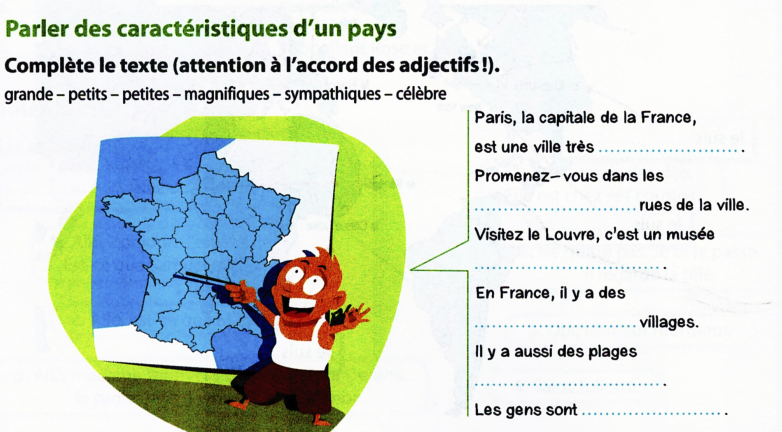 Parler des caractéristiques d'un pays
Complète le texte (attention à l'accord des adjectifs !).
grande – petits – petites – magnifiques – sympathiques – célèbre
Paris, la capitale de la France,
est une ville très ........................ .
Promenez-vous dans les
........................ rues de la ville.
Visitez le Louvre, c'est un musée
........................ .
En France, il y a des
........................ villages.
Il y a aussi des plages
........................ .
Les gens sont ........................ .